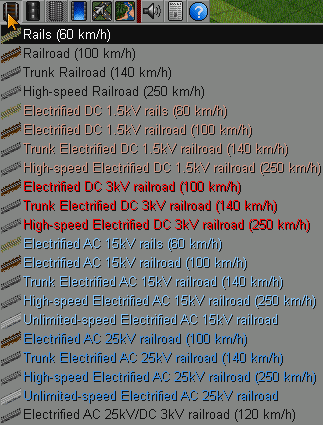 Rails (60 km/h)
Railroad (100 km/h)
Trunk Railroad (140 km/h)
High-speed Railroad (250 km/h)
Electrified DC 1.5kV rails (60 km/h)
Electrified DC 1.5kV railroad (100 km/h)
Trunk Electrified DC 1.5kV railroad (140 km/h)
High-speed Electrified DC 1.5kV railroad (250 km/h)
Electrified DC 3kV railroad (100 km/h)
Trunk Electrified DC 3kV railroad (140 km/h)
High-speed Electrified DC 3kV railroad (250 km/h)
Electrified AC 15kV rails (60 km/h)
Electrified AC 15kV railroad (100 km/h)
Trunk Electrified AC 15kV railroad (140 km/h)
High-speed Electrified AC 15kV railroad (250 km/h)
Unlimited-speed Electrified AC 15kV railroad
Electrified AC 25kV railroad (100 km/h)
Trunk Electrified AC 25kV railroad (140 km/h)
High-speed Electrified AC 25kV railroad (250 km/h)
Unlimited-speed Electrified AC 25kV railroad
Electrified AC 25kV/DC 3kV railroad (120 km/h)